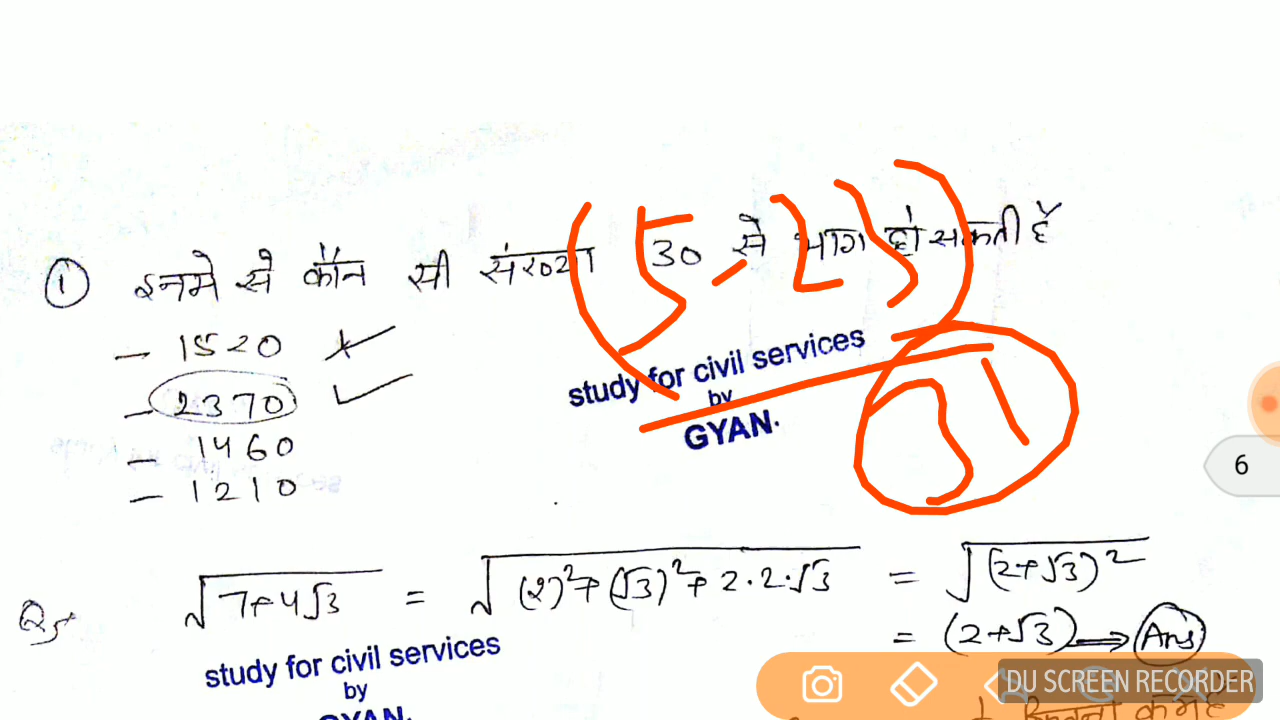 ① इनमे से कौन सी संख्या 30 से भाग हो सकती है
(5, 2 3)
- 1520 ×
- 2370 ✓
- 1460
- 1210
study for civil services
by
GYAN.
31
6
Q5 √7+4√3 = √(2)²+(√3)²+2·2·√3 = √(2+√3)²
= (2+√3) → Ans
study for civil services
by
GYAN.
DU SCREEN RECORDER